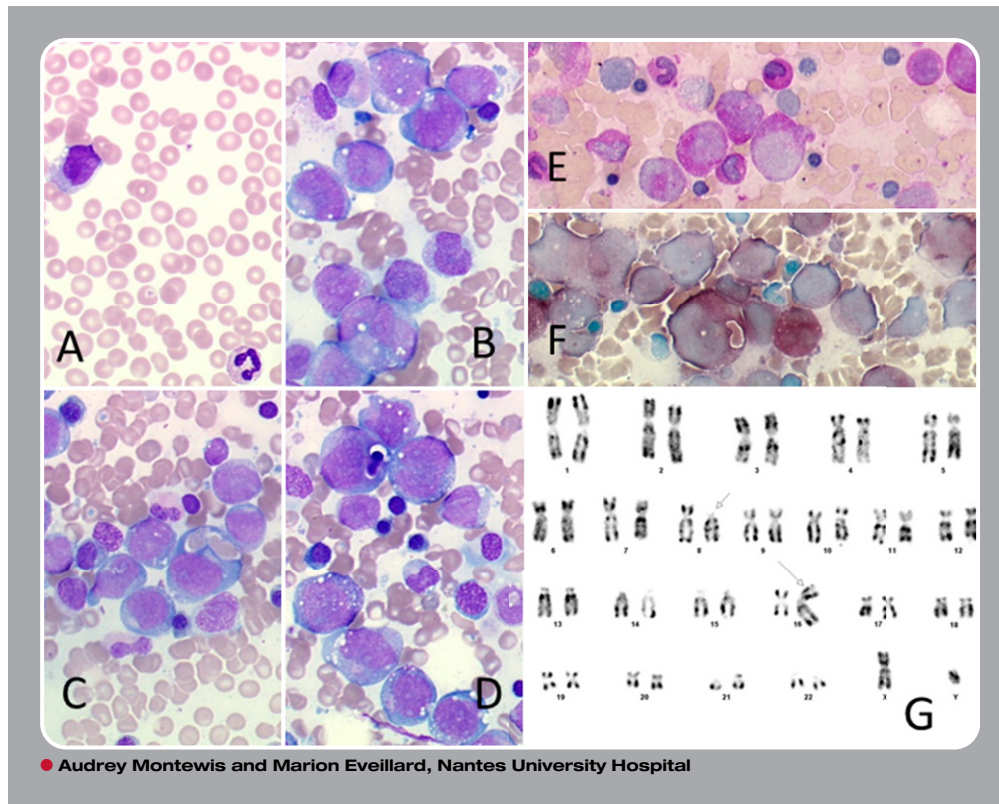 A
B
E
F
C
D
1 2 3 4 5
6 7 8 9 10 11 12
13 14 15 16 17 18
19 20 21 22 X Y
G
Audrey Montewis and Marion Eveillard, Nantes University Hospital